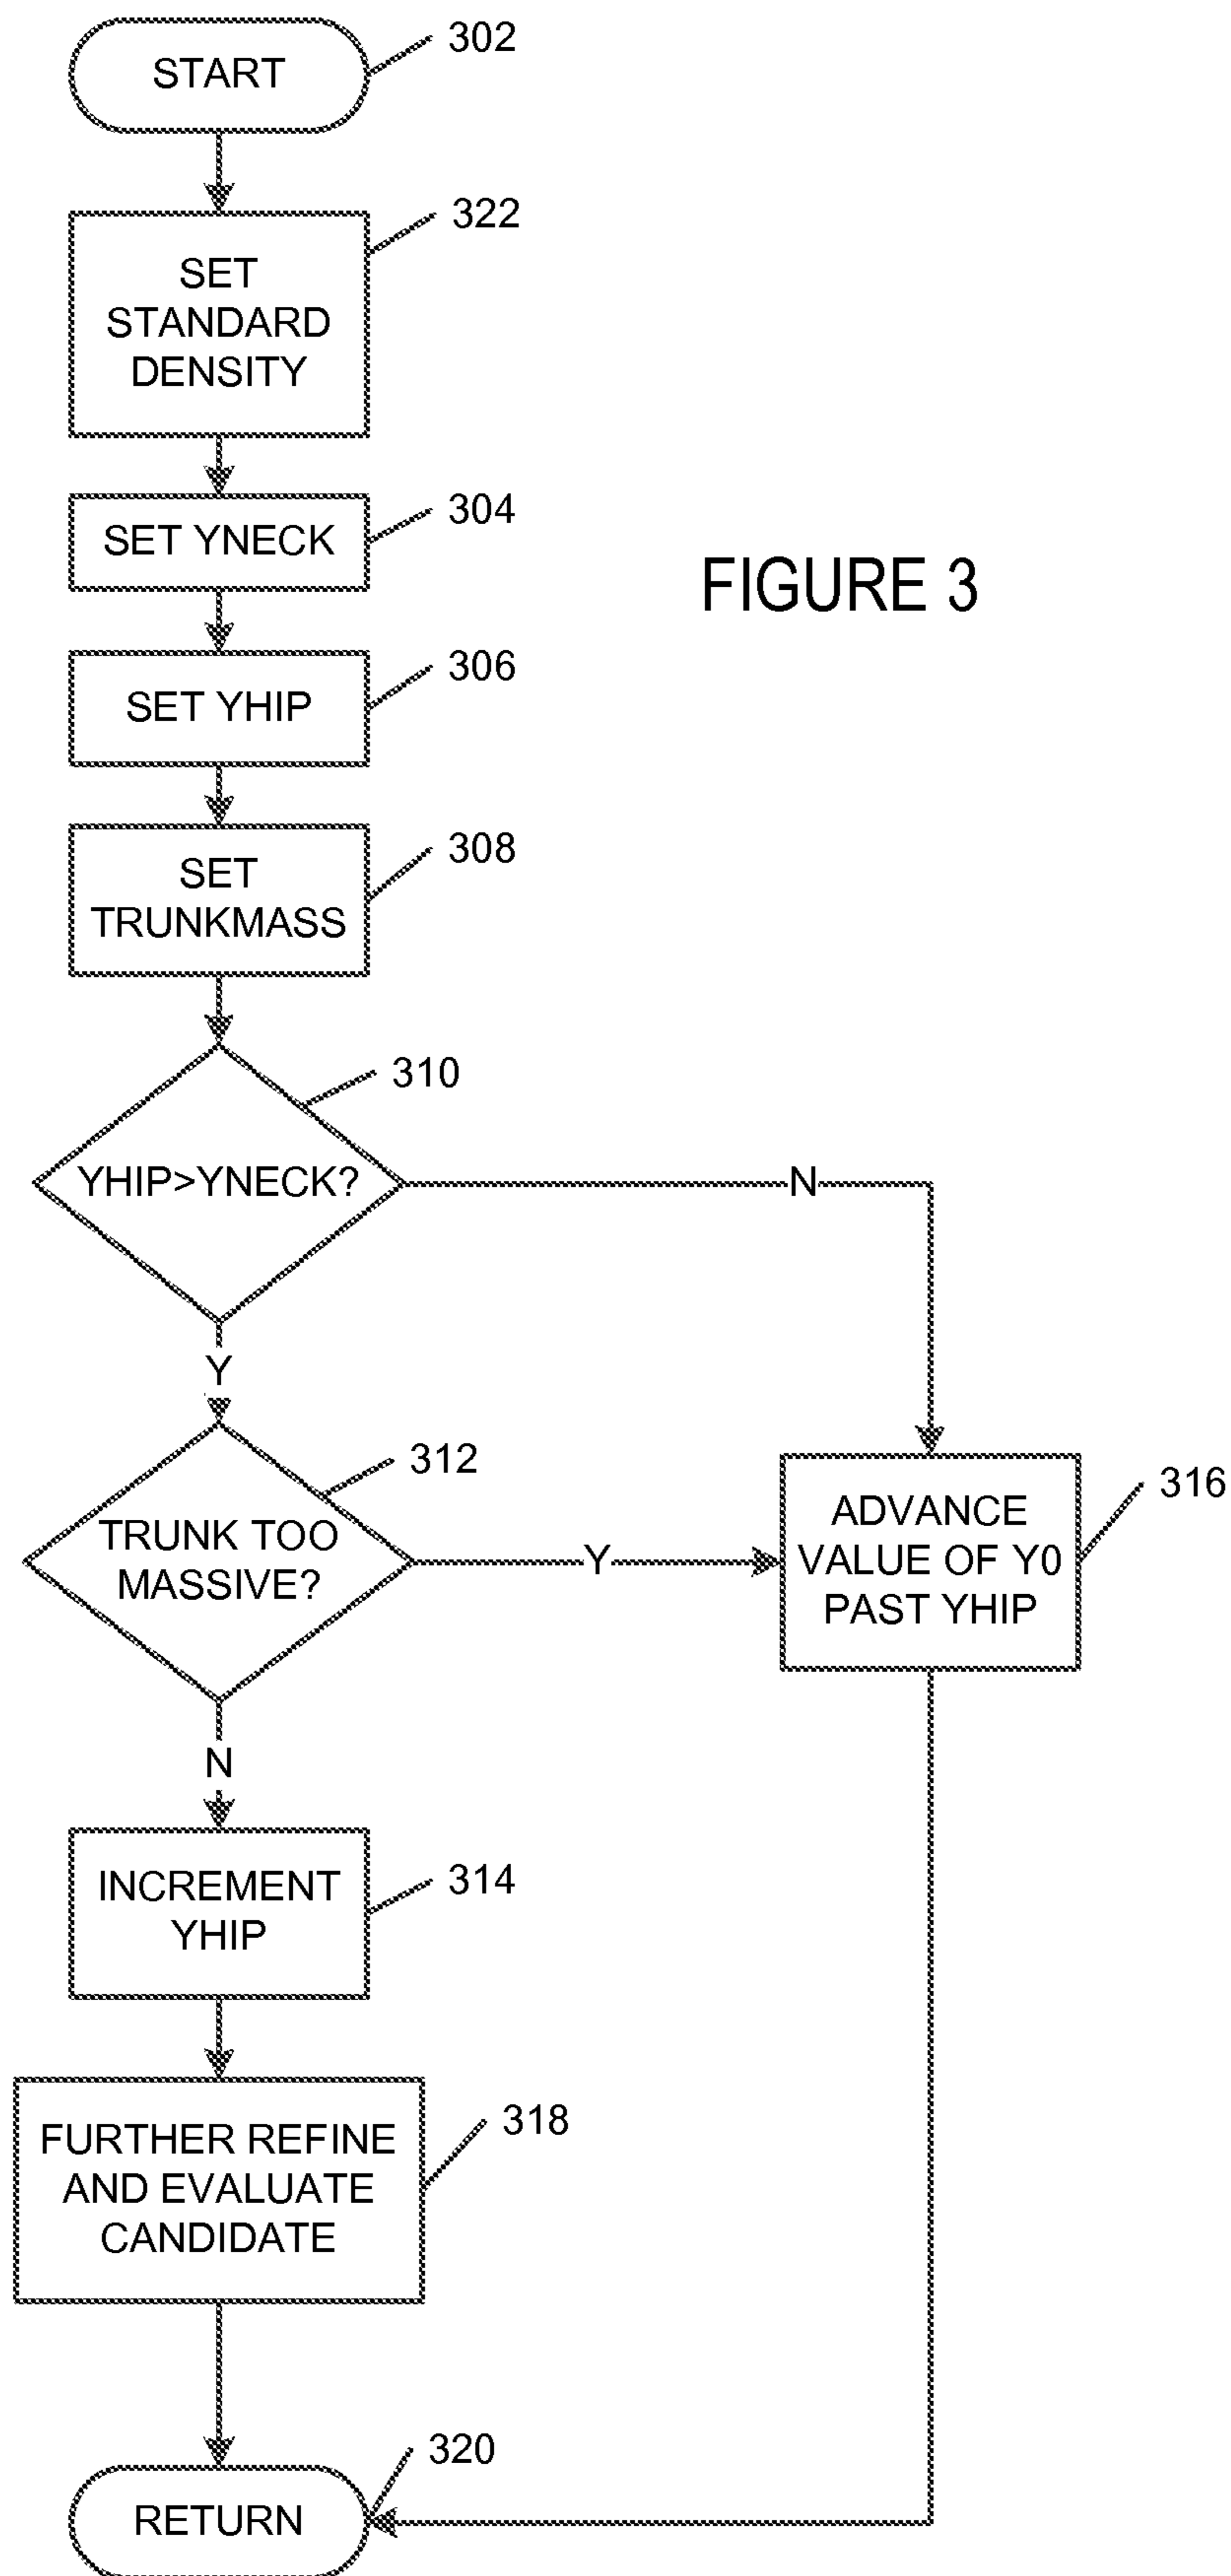 START
302
SET
STANDARD
DENSITY
322
SET YNECK
304
FIGURE 3
SET YHIP
306
SET
TRUNKMASS
308
YHIP>YNECK?
310
N
Y
TRUNK TOO
MASSIVE?
312
Y
ADVANCE
VALUE OF Y0
PAST YHIP
316
N
INCREMENT
YHIP
314
FURTHER REFINE
AND EVALUATE
CANDIDATE
318
RETURN
320